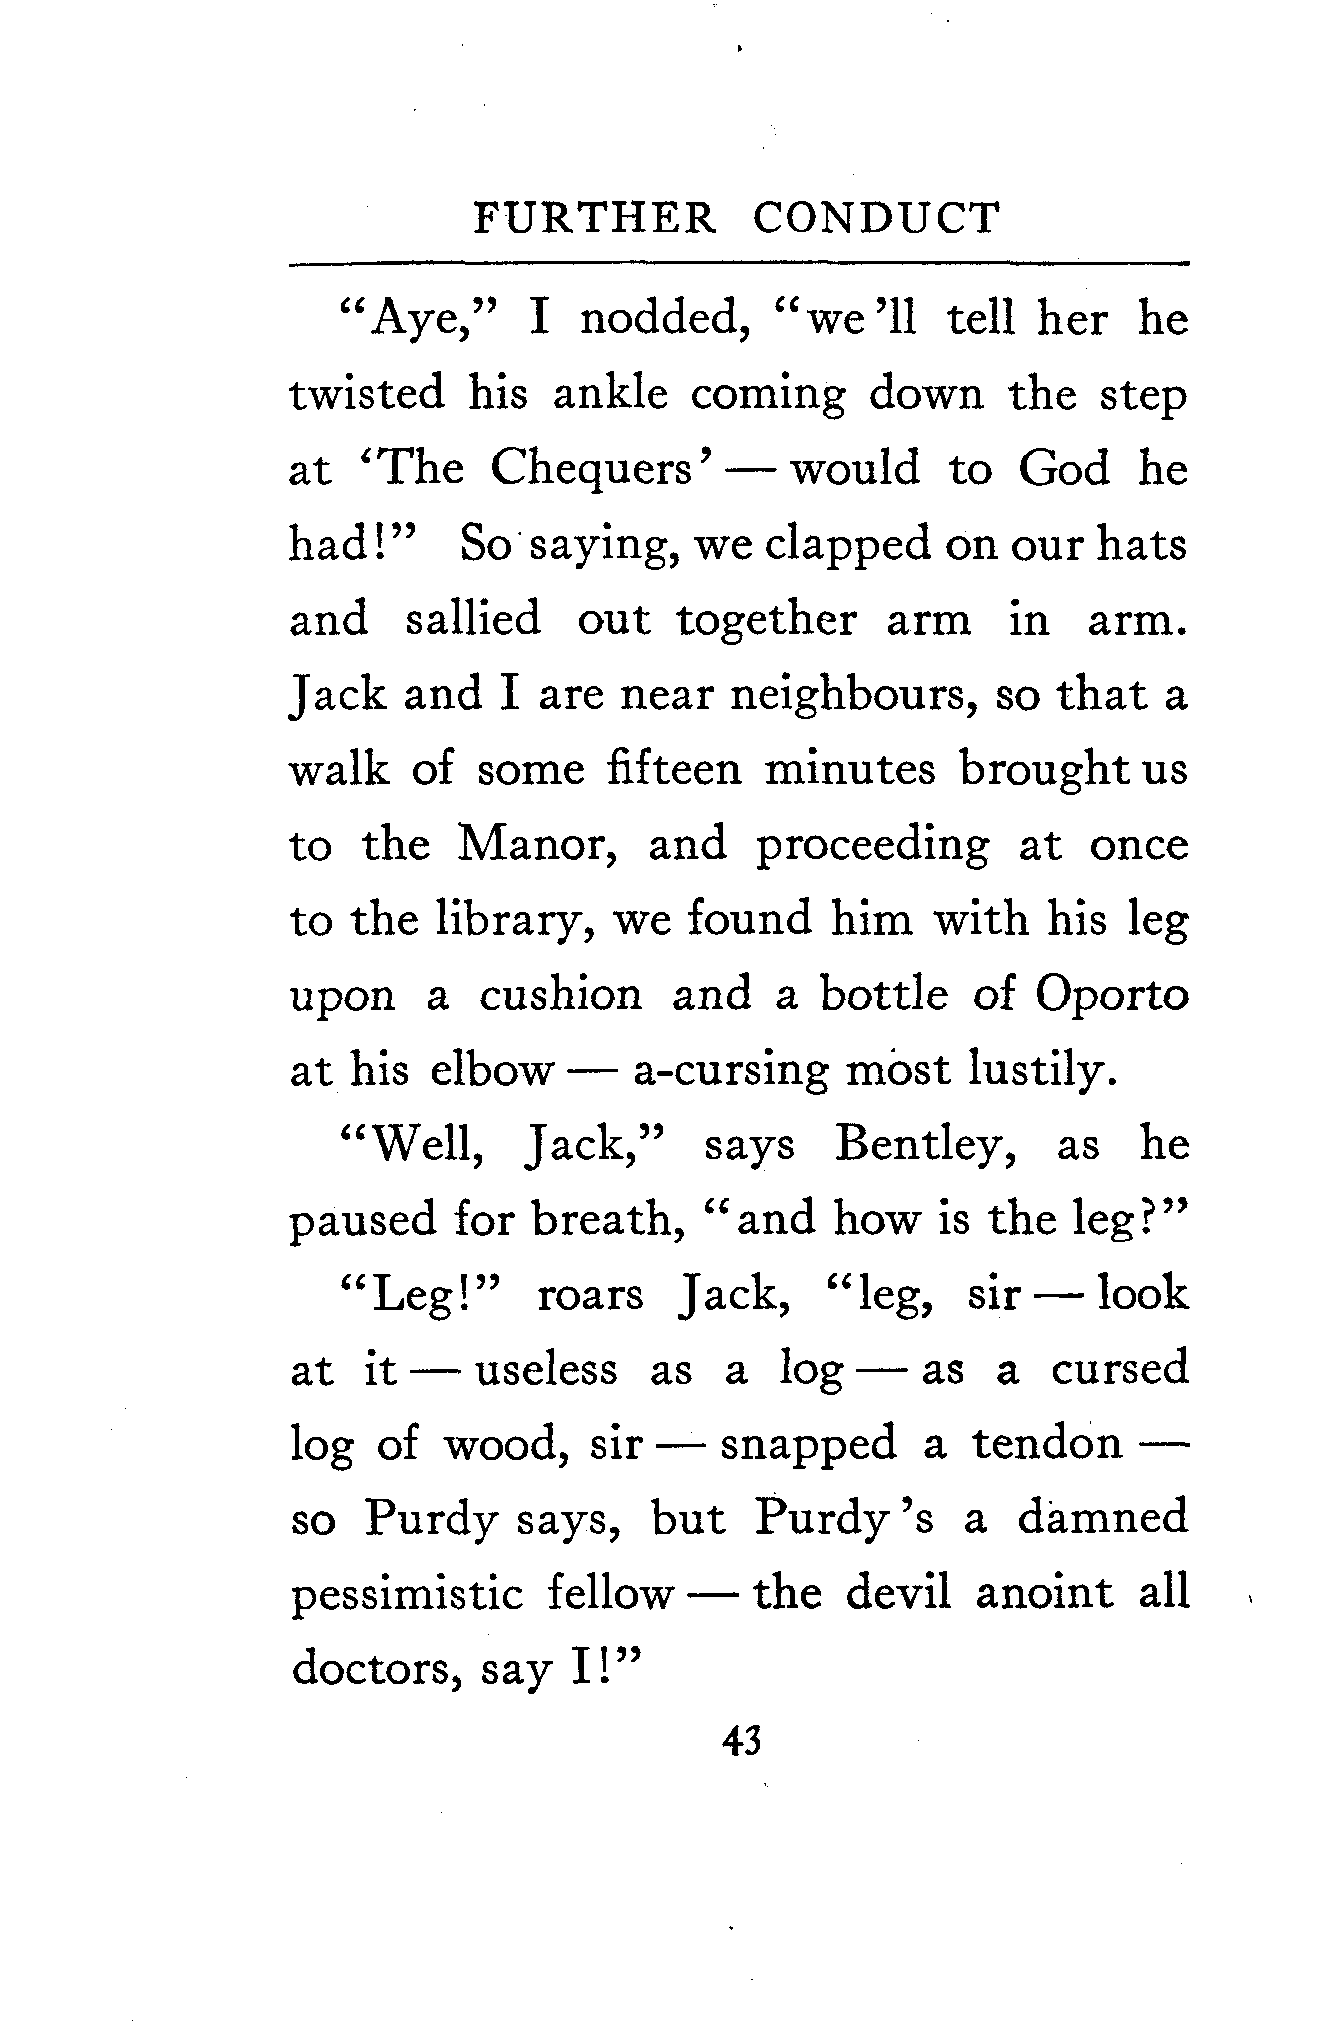 FURTHER CONDUCT
“Aye,” I nodded, “we ’ll tell her he
twisted his ankle coming down the step
at ‘The Chequers’ — would to God he
had!” So saying, we clapped on our hats
and sallied out together arm in arm.
Jack and I are near neighbours, so that a
walk of some fifteen minutes brought us
to the Manor, and proceeding at once
to the library, we found him with his leg
upon a cushion and a bottle of Oporto
at his elbow — a-cursing most lustily.
“Well, Jack,” says Bentley, as he
paused for breath, “and how is the leg?”
“Leg!” roars Jack, “leg, sir — look
at it — useless as a log — as a cursed
log of wood, sir — snapped a tendon —
so Purdy says, but Purdy ’s a damned
pessimistic fellow — the devil anoint all
doctors, say I!”
43